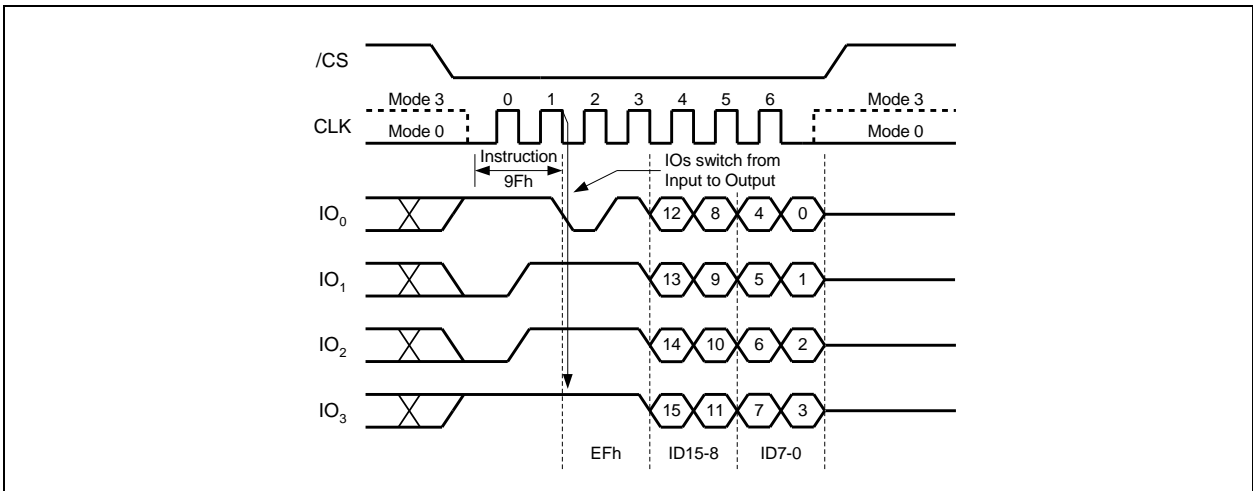 /CS
Mode 3 0 1 2 3 4 5 6 Mode 3
CLK
Mode 0 Mode 0
Instruction
9Fh
IOs switch from
Input to Output
IO0 12 8 4 0
IO1 13 9 5 1
IO2 14 10 6 2
IO3 15 11 7 3
EFh ID15-8 ID7-0